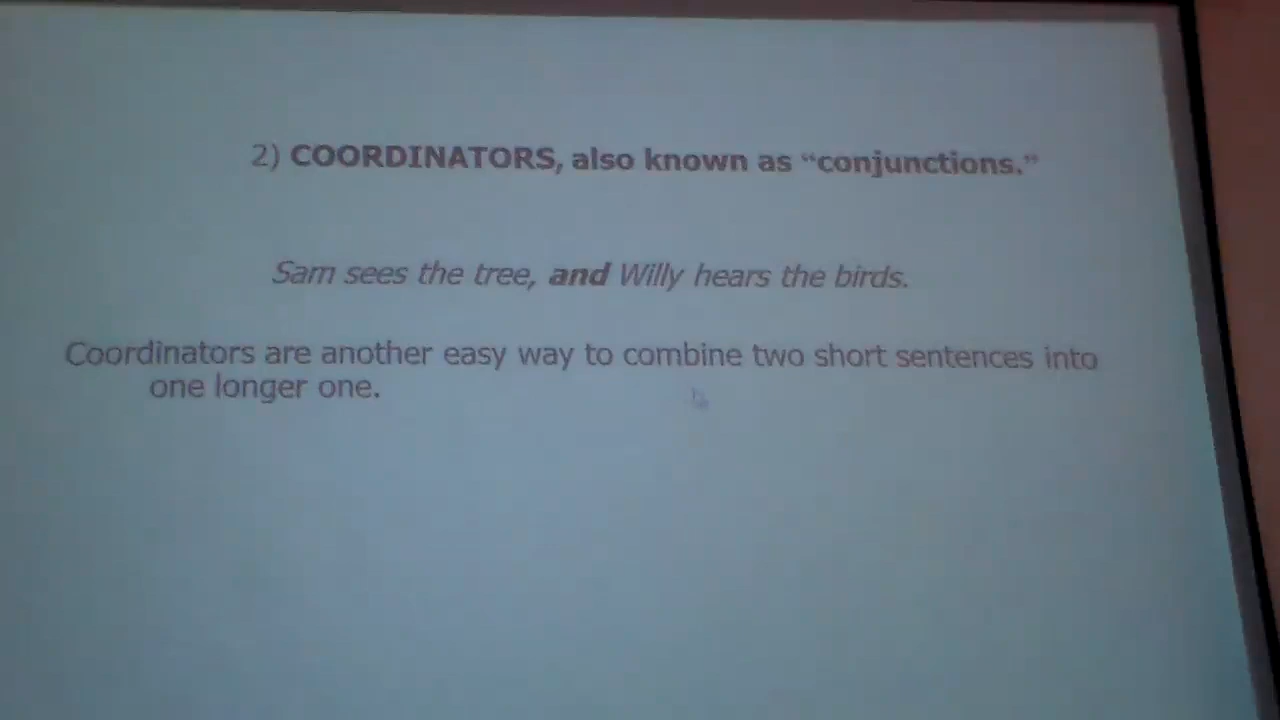 2) COORDINATORS, also known as “conjunctions.”
Sam sees the tree, and Willy hears the birds.
Coordinators are another easy way to combine two short sentences into
one longer one.